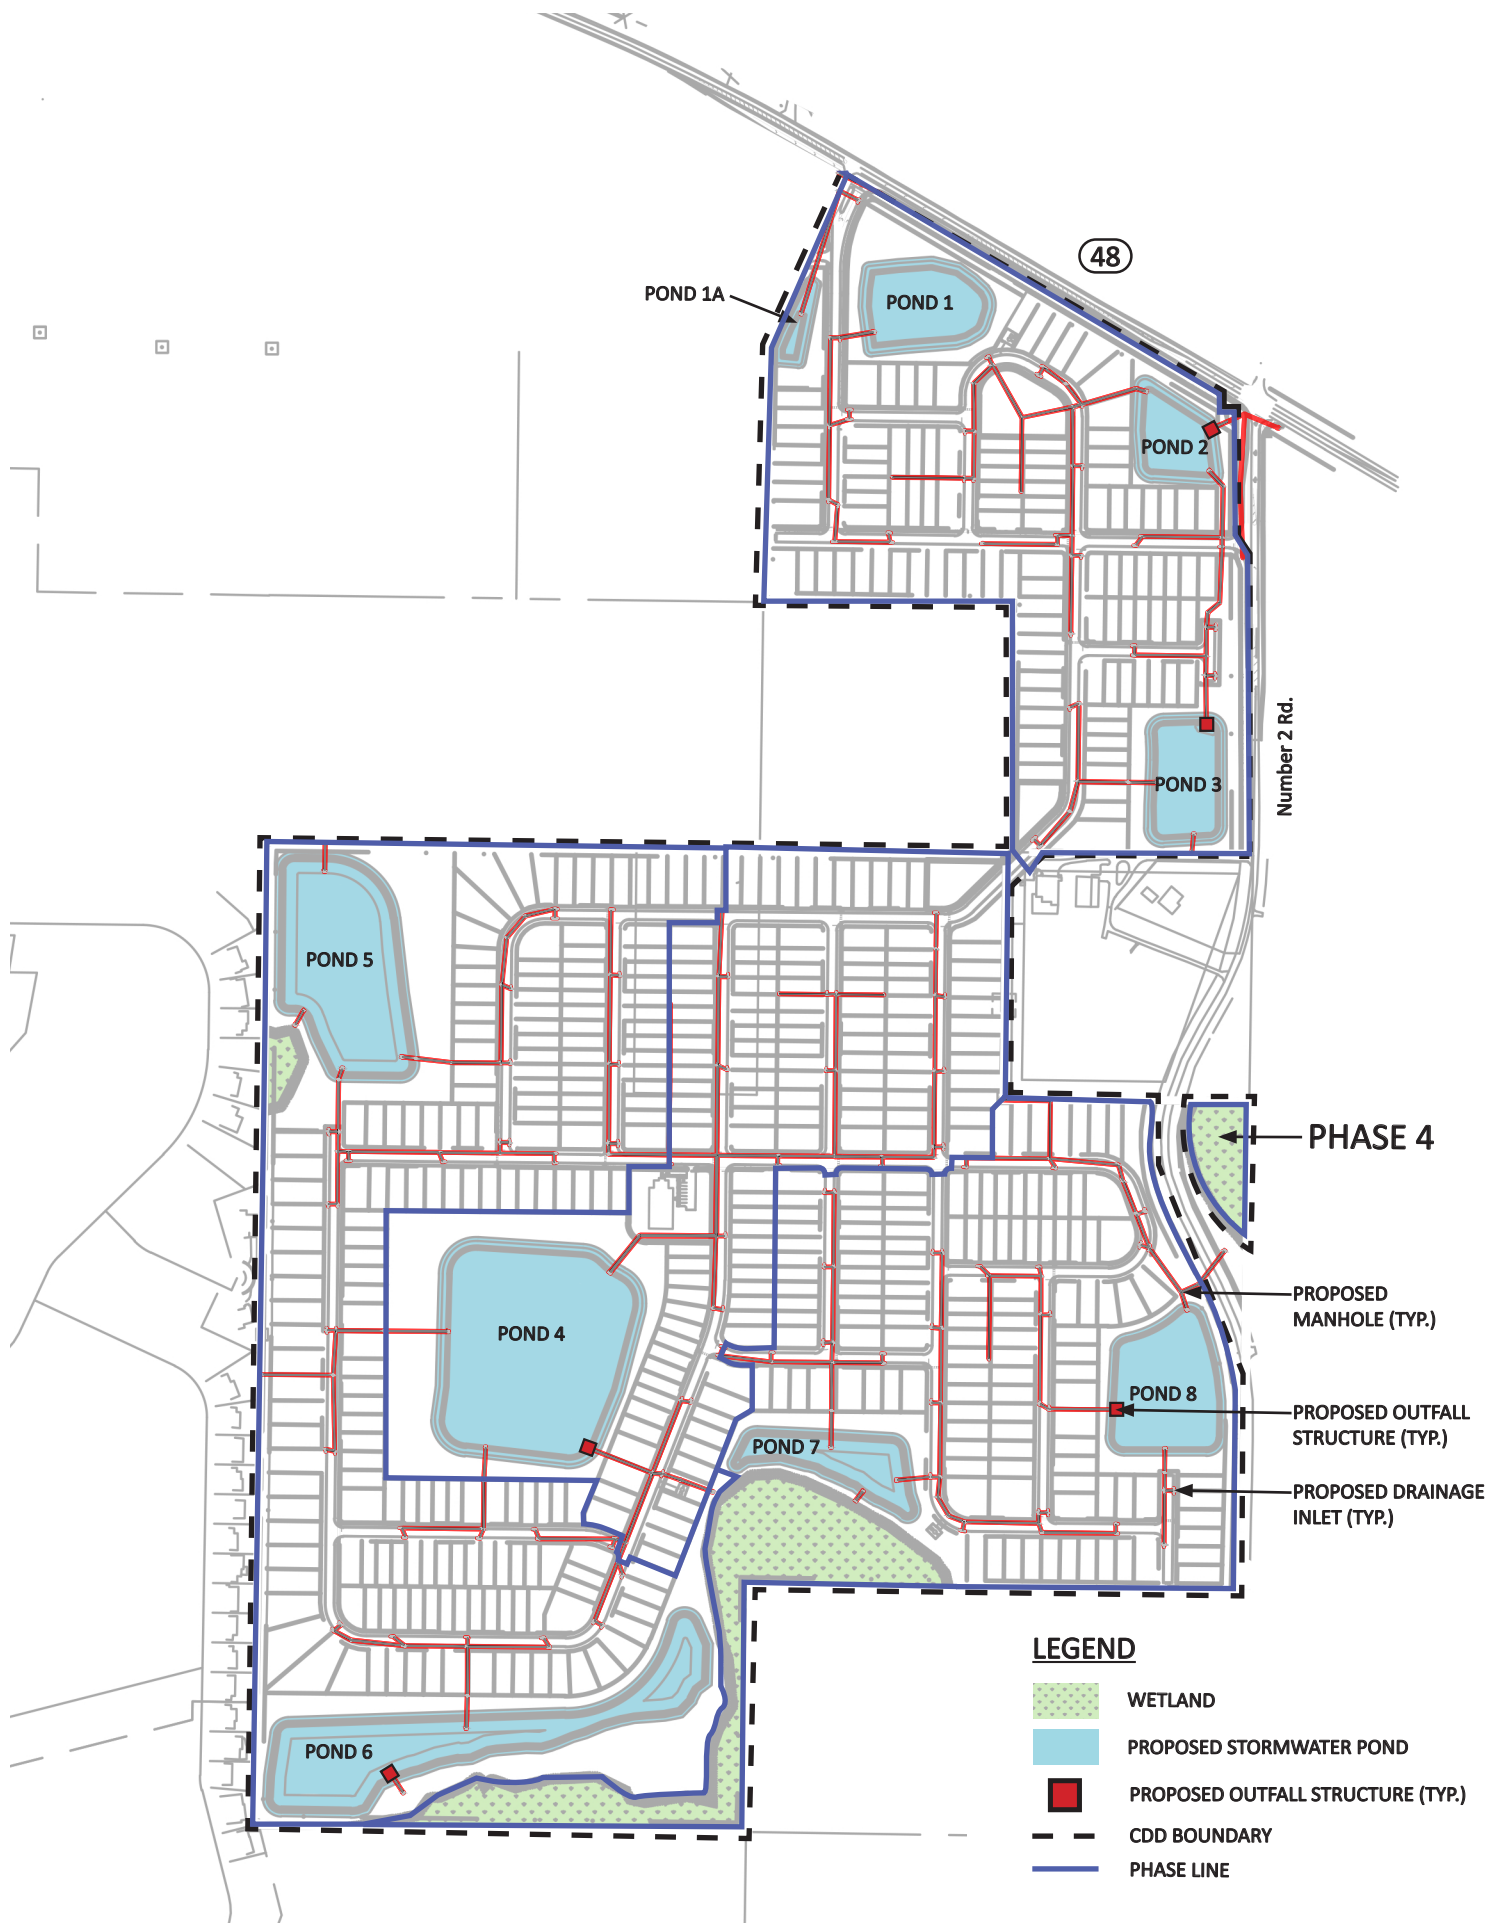 48
POND 1A
POND 1
POND 2
POND 3
Number 2 Rd.
POND 5
PHASE 4
POND 4
PROPOSED
MANHOLE (TYP.)
POND 8
PROPOSED OUTFALL
STRUCTURE (TYP.)
POND 7
PROPOSED DRAINAGE
INLET (TYP.)
POND 6
LEGEND
WETLAND
PROPOSED STORMWATER POND
PROPOSED OUTFALL STRUCTURE (TYP.)
CDD BOUNDARY
PHASE LINE